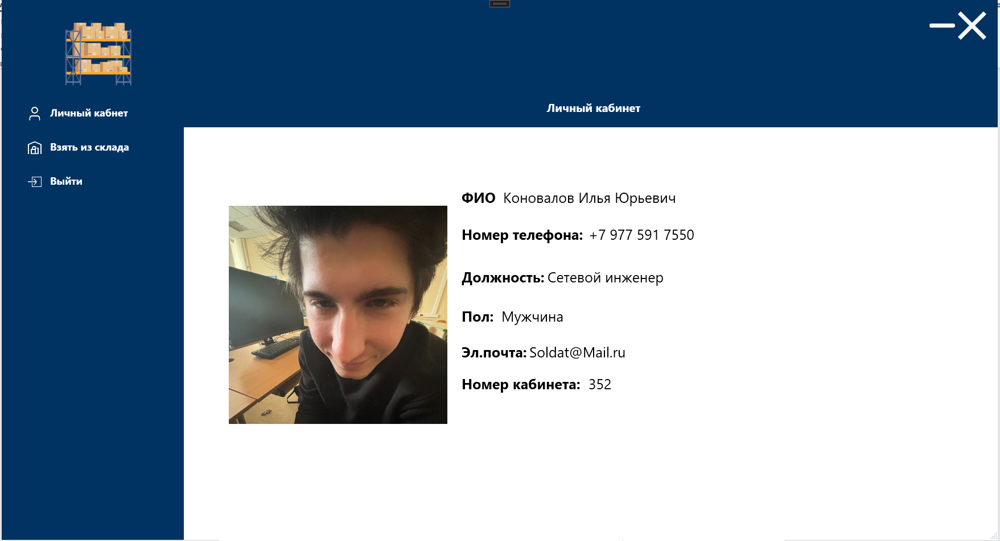 Личный кабнет
Взять из склада
Выйти
Личный кабинет
ФИО Коновалов Илья Юрьевич
Номер телефона: +7 977 591 7550
Должность: Сетевой инженер
Пол: Мужчина
Эл.почта: Soldat@Mail.ru
Номер кабинета: 352